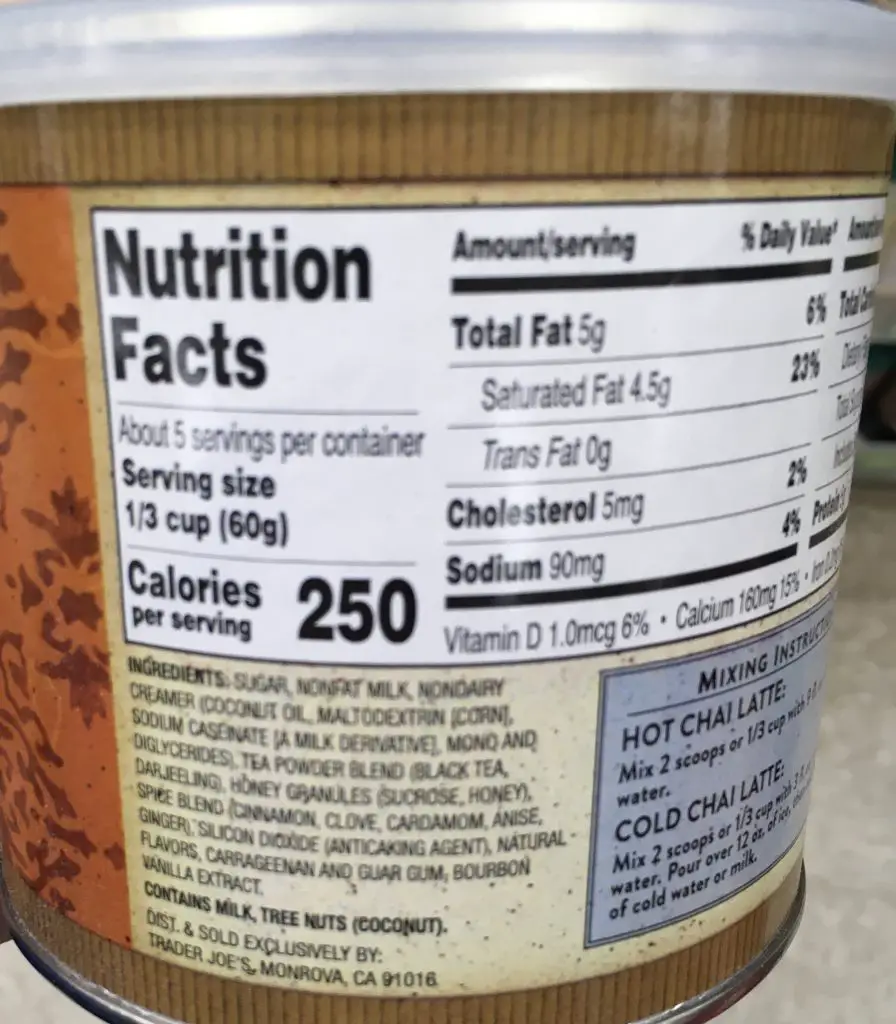 Nutrition
Facts
About 5 servings per container
Serving size
1/3 cup (60g)
Calories
per serving 250
Amount/serving % Daily Value*
Total Fat 5g 6%
Saturated Fat 4.5g 23%
Trans Fat 0g
Cholesterol 5mg 2%
Sodium 90mg 4%
Total
Protein
Vitamin D 1.0mcg 6% • Calcium 160mg 15% •
INGREDIENTS: SUGAR, NONFAT MILK, NONDAIRY
CREAMER (COCONUT OIL, MALTODEXTRIN [CORN],
SODIUM CASEINATE [A MILK DERIVATIVE], MONO AND
DIGLYCERIDES), TEA POWDER BLEND (BLACK TEA,
DARJEELING), HONEY GRANULES (SUCROSE, HONEY),
SPICE BLEND (CINNAMON, CLOVE, CARDAMOM, ANISE,
GINGER), SILICON DIOXIDE (ANTICAKING AGENT), NATURAL
FLAVORS, CARRAGEENAN AND GUAR GUM, BOURBON
VANILLA EXTRACT.
CONTAINS MILK, TREE NUTS (COCONUT).
DIST. & SOLD EXCLUSIVELY BY:
TRADER JOE'S, MONROVA, CA 91016
MIXING
HOT CHAI LATTE:
Mix 2 scoops or 1/3 cup with
water.
COLD CHAI LATTE:
Mix 2 scoops or 1/3 cup with 3
water. Pour over 12 oz. of ice,
of cold water or milk.